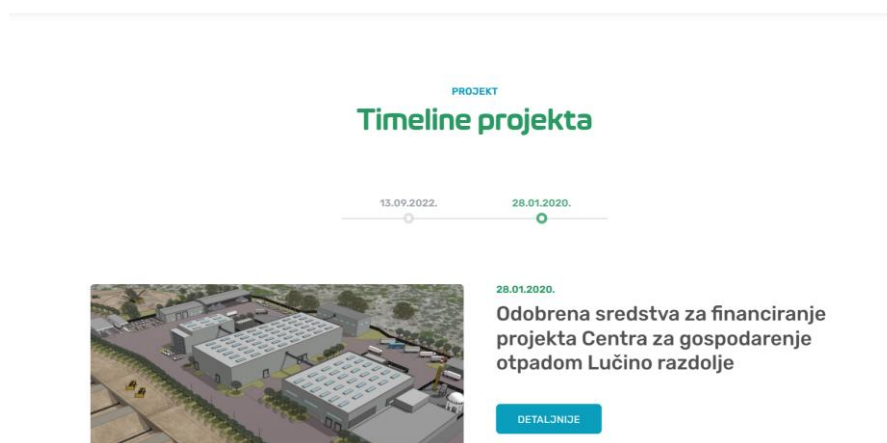 PROJEKT
Timeline projekta
13.09.2022.
28.01.2020.
28.01.2020.
Odobrena sredstva za financiranje
projekta Centra za gospodarenje
otpadom Lučino razdolje
DETALJNIJE